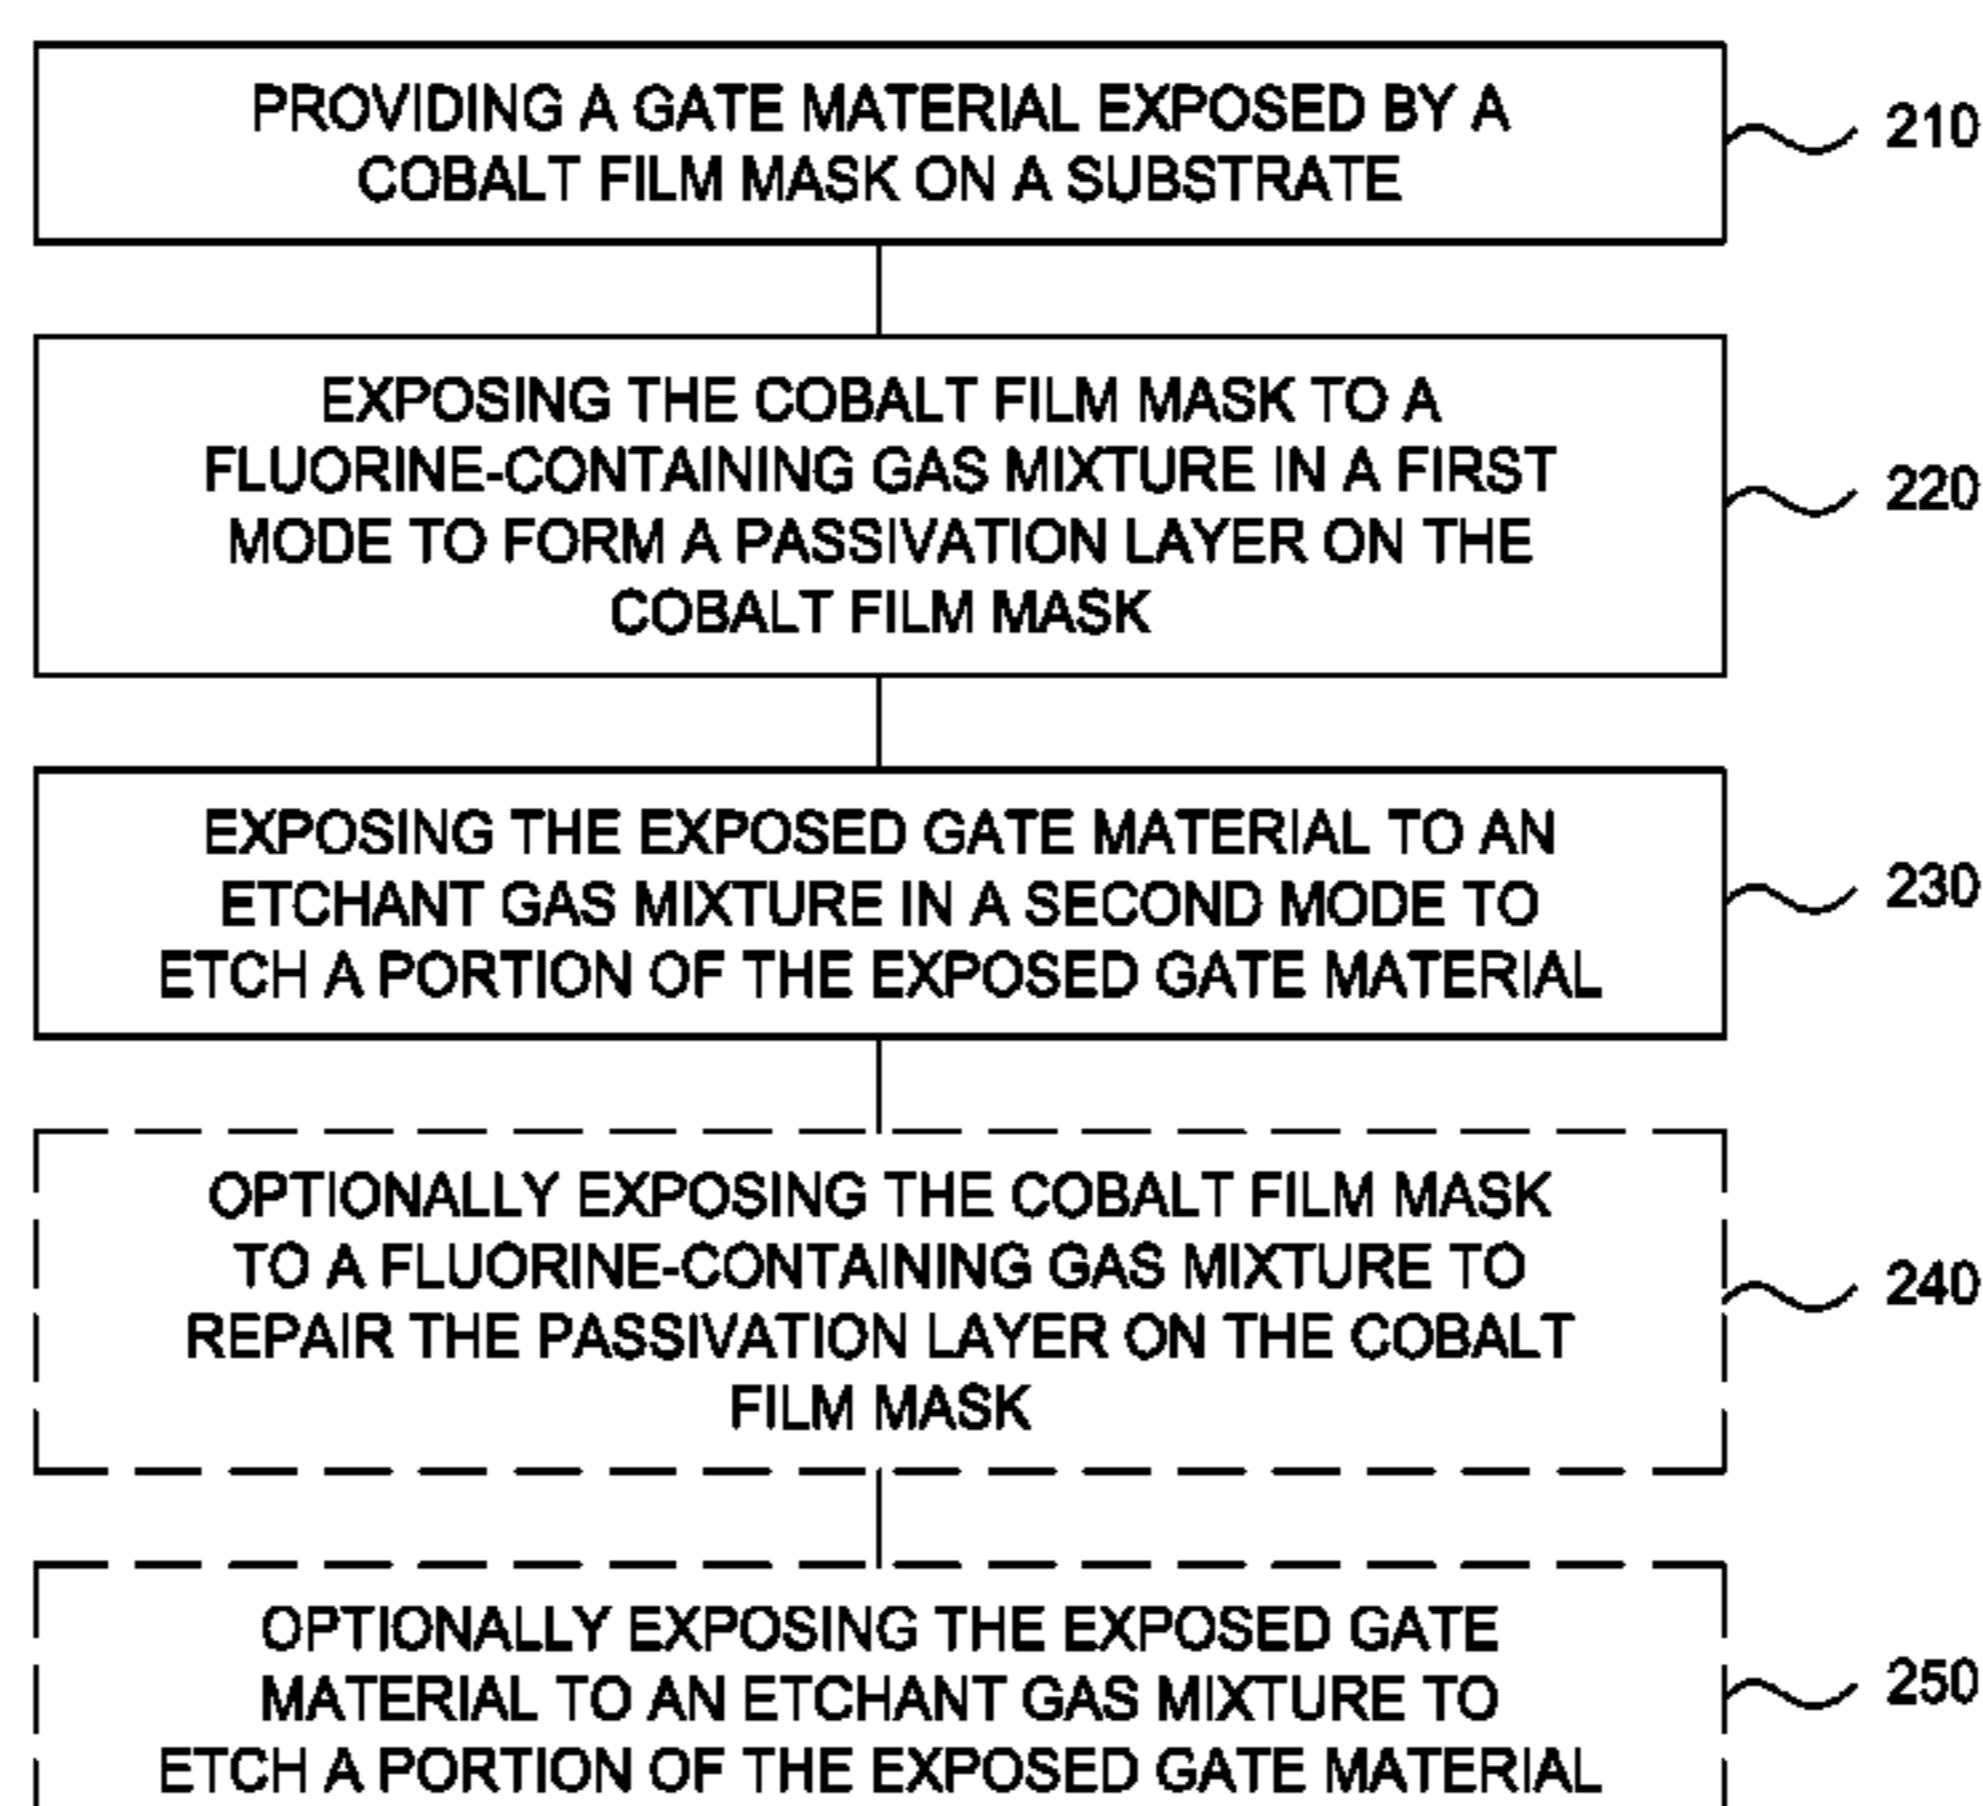 PROVIDING A GATE MATERIAL EXPOSED BY A
COBALT FILM MASK ON A SUBSTRATE
210
EXPOSING THE COBALT FILM MASK TO A
FLUORINE-CONTAINING GAS MIXTURE IN A FIRST
MODE TO FORM A PASSIVATION LAYER ON THE
COBALT FILM MASK
220
EXPOSING THE EXPOSED GATE MATERIAL TO AN
ETCHANT GAS MIXTURE IN A SECOND MODE TO
ETCH A PORTION OF THE EXPOSED GATE MATERIAL
230
OPTIONALLY EXPOSING THE COBALT FILM MASK
TO A FLUORINE-CONTAINING GAS MIXTURE TO
REPAIR THE PASSIVATION LAYER ON THE COBALT
FILM MASK
240
OPTIONALLY EXPOSING THE EXPOSED GATE
MATERIAL TO AN ETCHANT GAS MIXTURE TO
ETCH A PORTION OF THE EXPOSED GATE MATERIAL
250